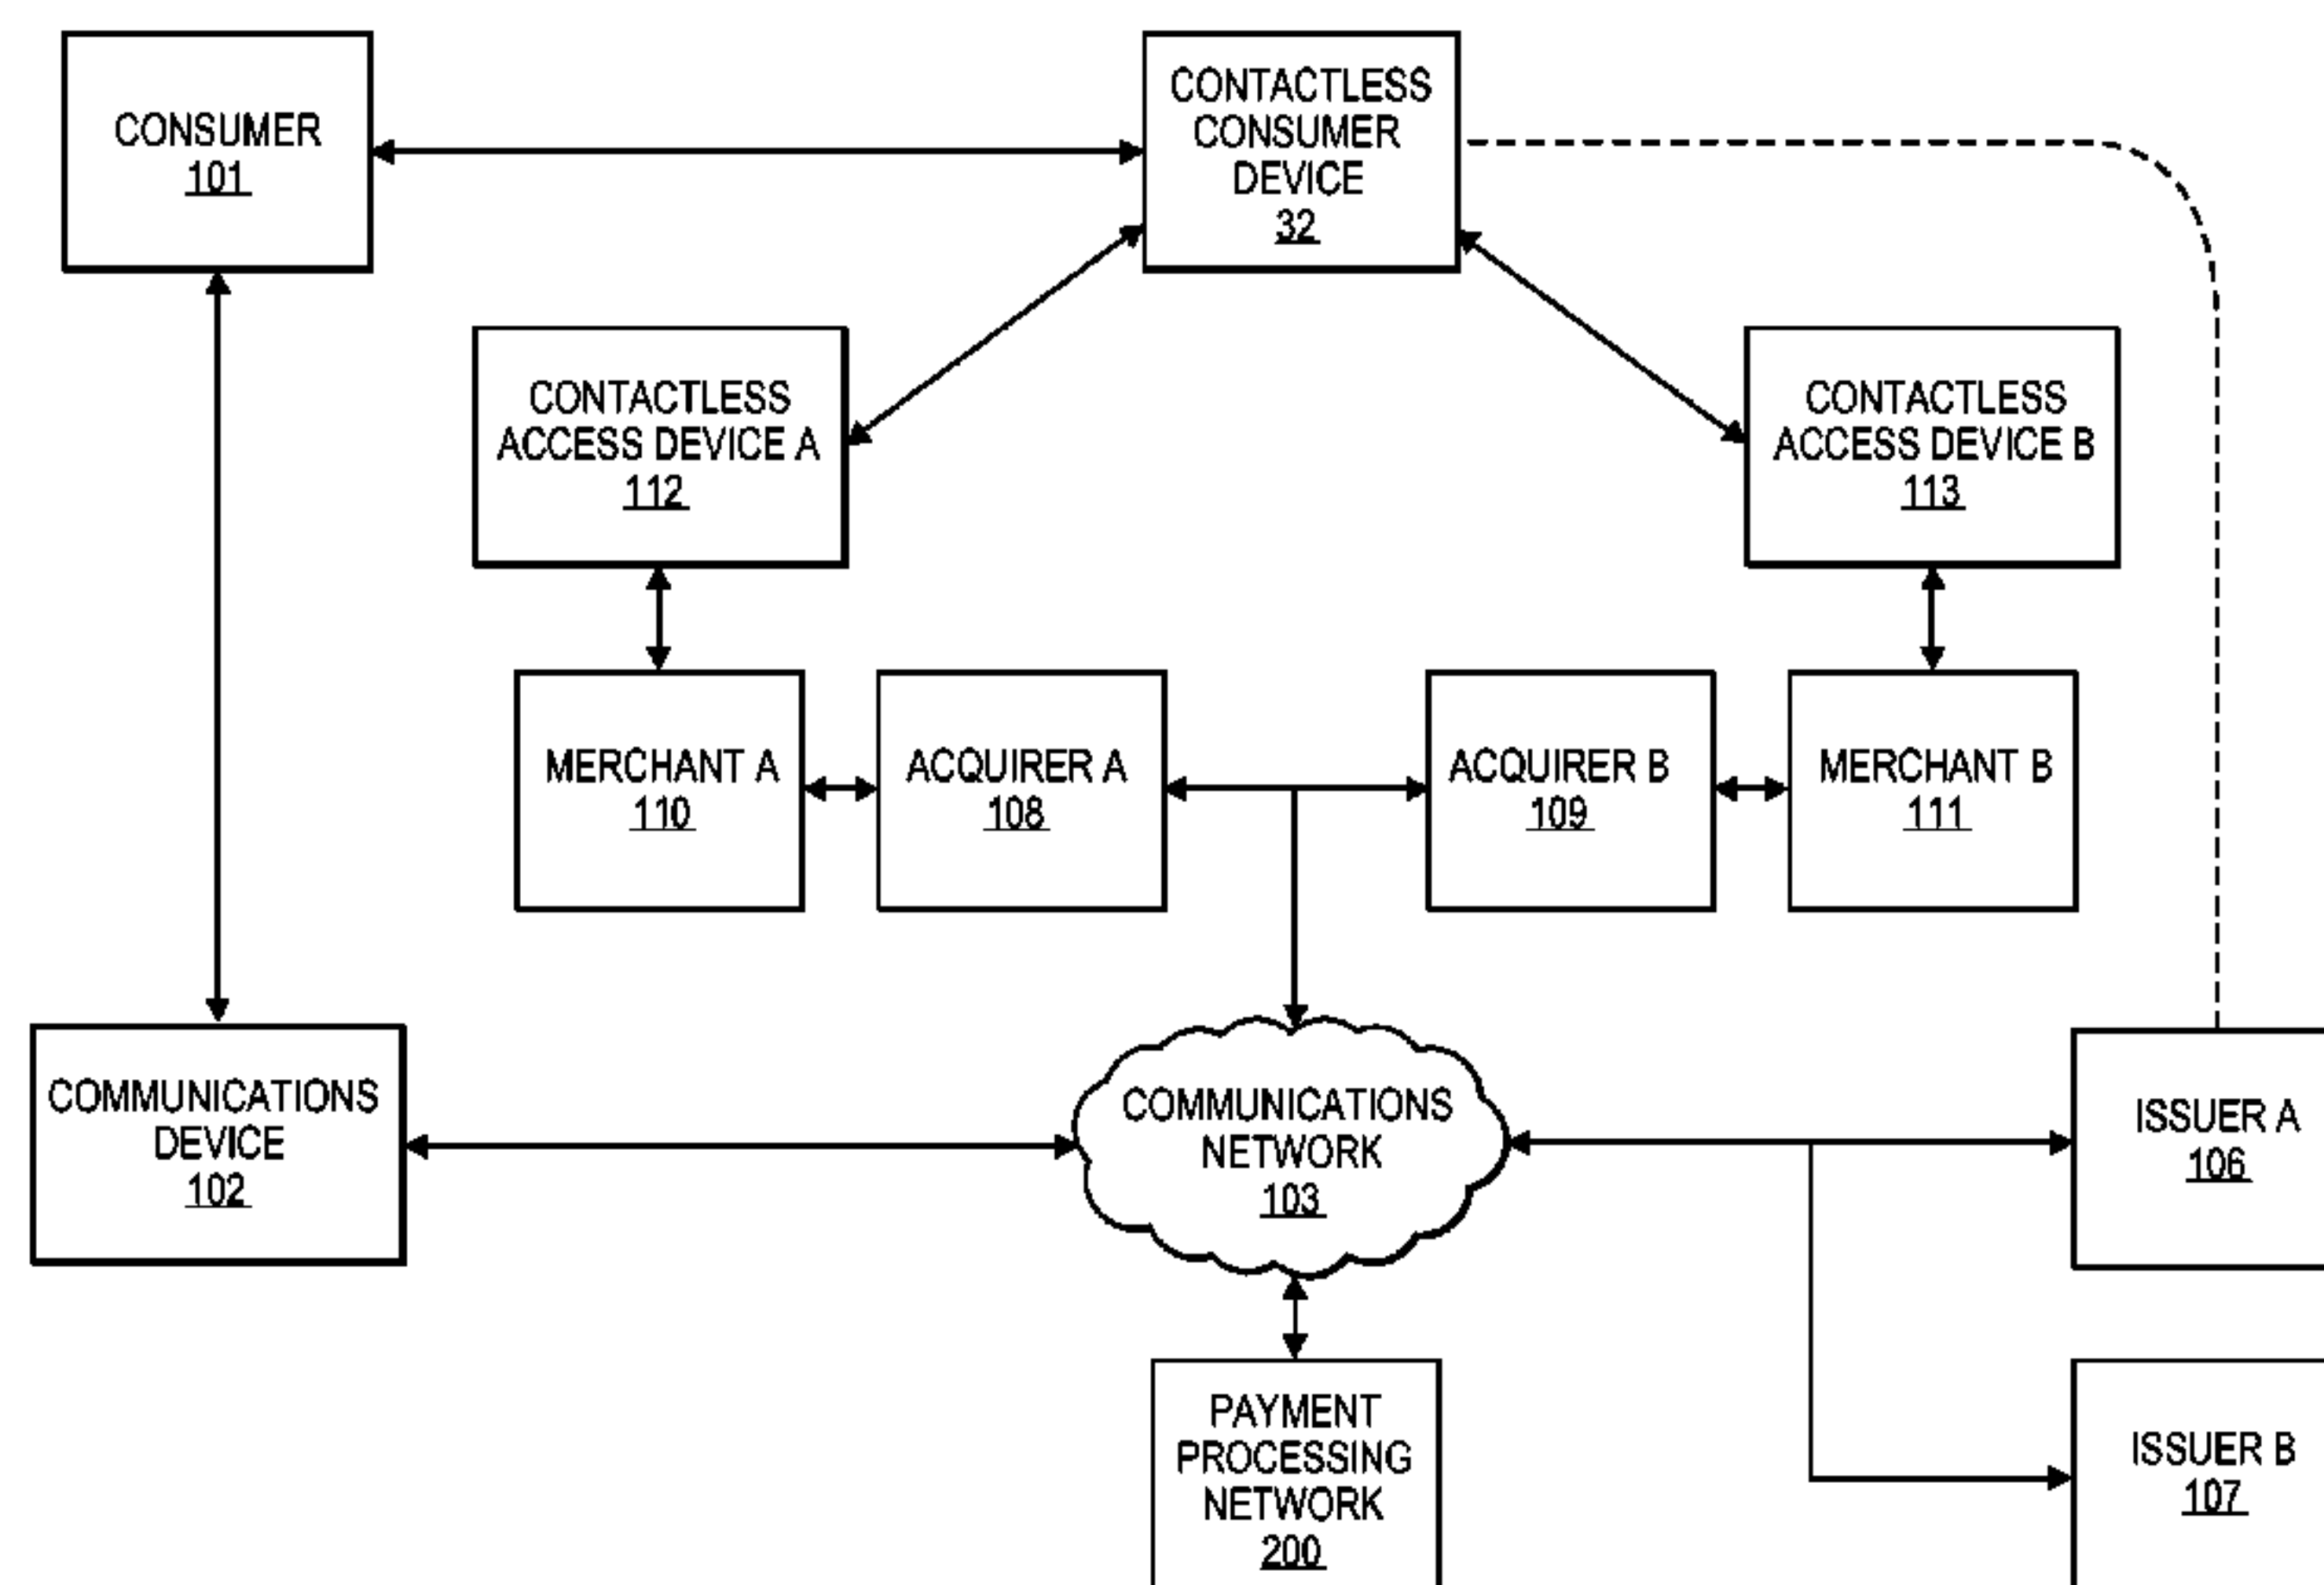 CONSUMER
101
CONTACTLESS
CONSUMER
DEVICE
32
CONTACTLESS
ACCESS DEVICE A
112
CONTACTLESS
ACCESS DEVICE B
113
MERCHANT A
110
ACQUIRER A
108
ACQUIRER B
109
MERCHANT B
111
COMMUNICATIONS
DEVICE
102
COMMUNICATIONS
NETWORK
103
ISSUER A
106
PAYMENT
PROCESSING
NETWORK
200
ISSUER B
107